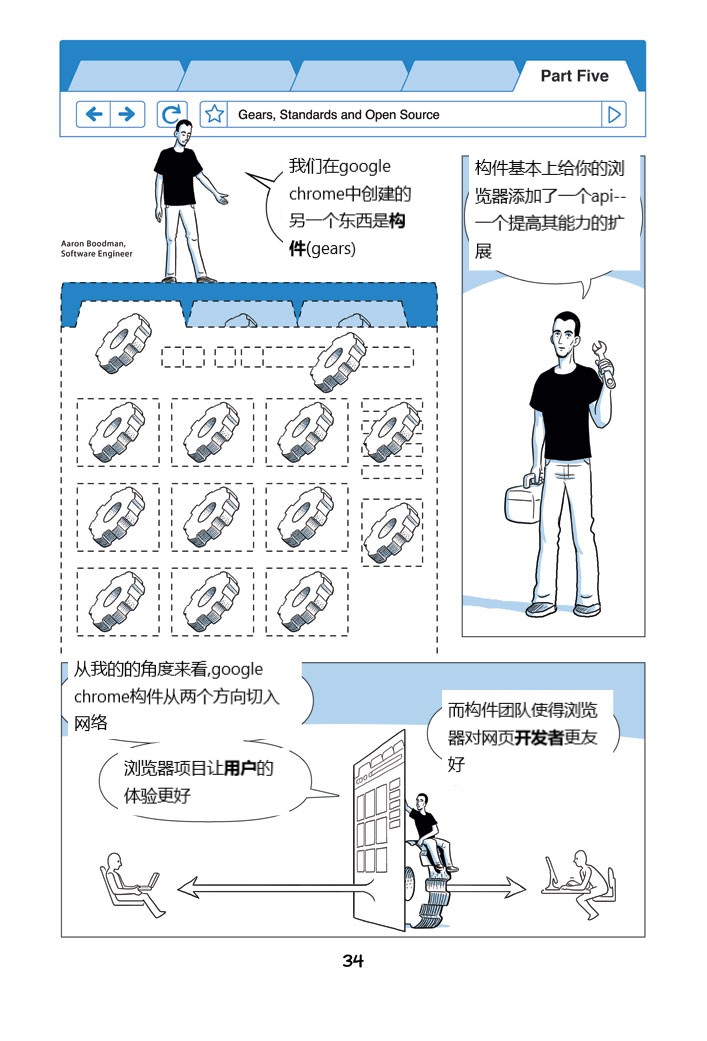 Part Five
Gears, Standards and Open Source
我们在google
chrome中创建的
另一个东西是构
件(gears)
Aaron Boodman,
Software Engineer
构件基本上给你的浏
览器添加了一个api--
一个提高其能力的扩
展
从我的的角度来看,google
chrome构件从两个方向切入
网络
浏览器项目让用户的
体验更好
而构件团队使得浏览
器对网页开发者更友
好
34